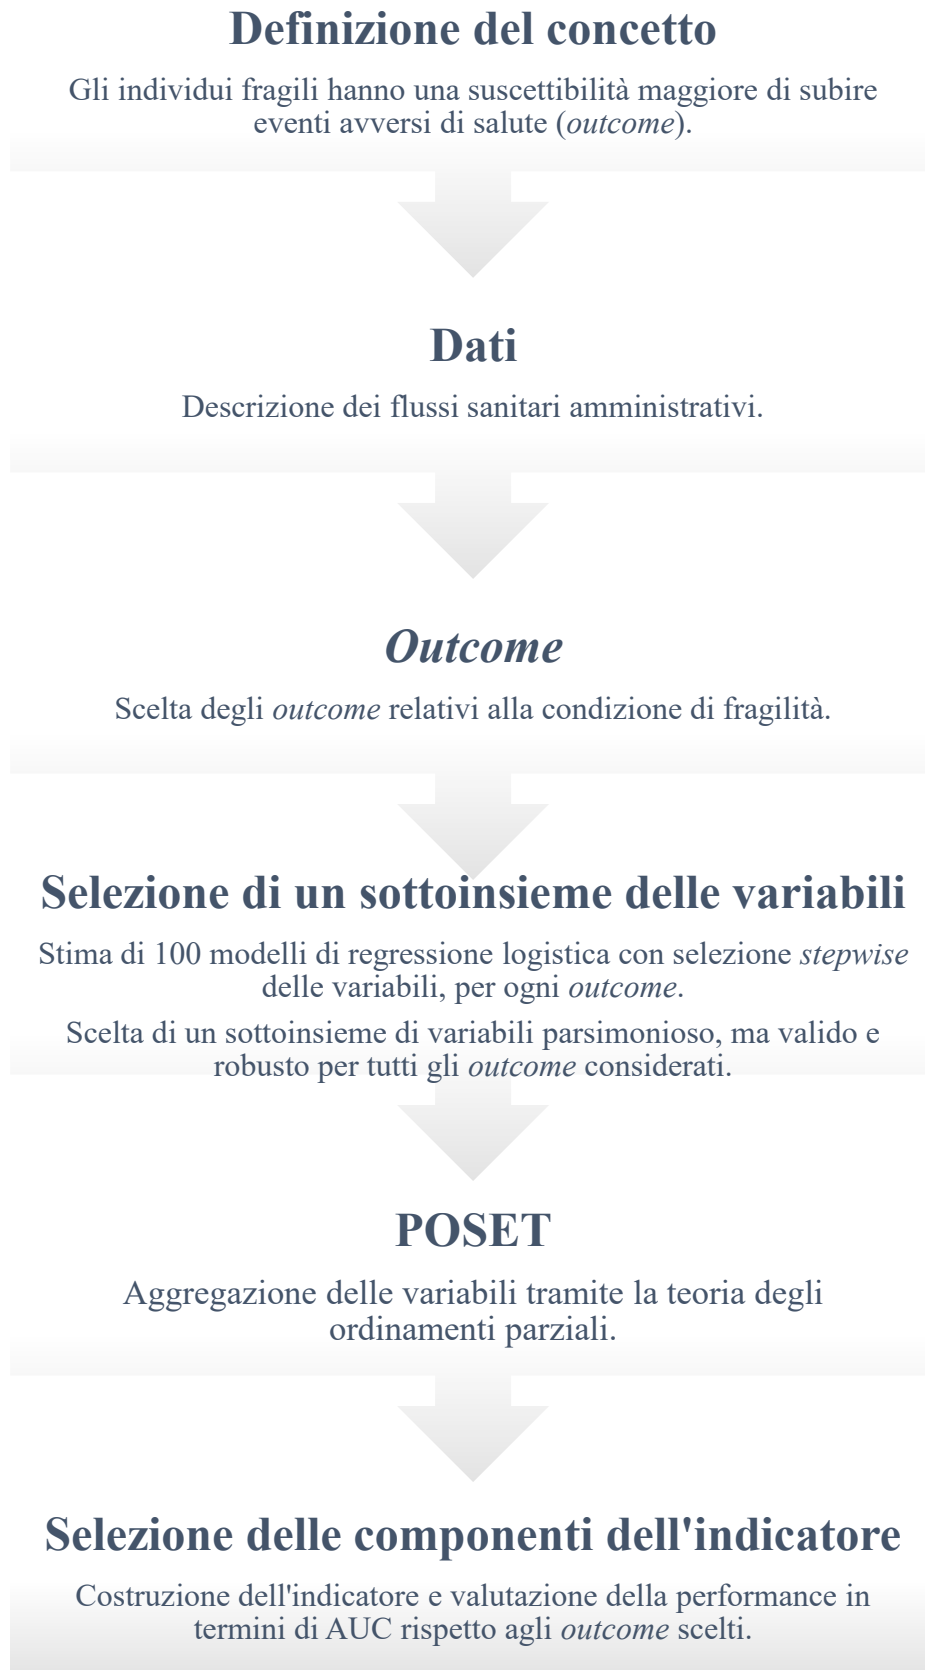 Definizione del concetto
Gli individui fragili hanno una suscettibilità maggiore di subire
eventi avversi di salute (outcome).
Dati
Descrizione dei flussi sanitari amministrativi.
Outcome
Scelta degli outcome relativi alla condizione di fragilità.
Selezione di un sottoinsieme delle variabili
Stima di 100 modelli di regressione logistica con selezione stepwise
delle variabili, per ogni outcome.
Scelta di un sottoinsieme di variabili parsimonioso, ma valido e
robusto per tutti gli outcome considerati.
POSET
Aggregazione delle variabili tramite la teoria degli
ordinamenti parziali.
Selezione delle componenti dell'indicatore
Costruzione dell'indicatore e valutazione della performance in
termini di AUC rispetto agli outcome scelti.